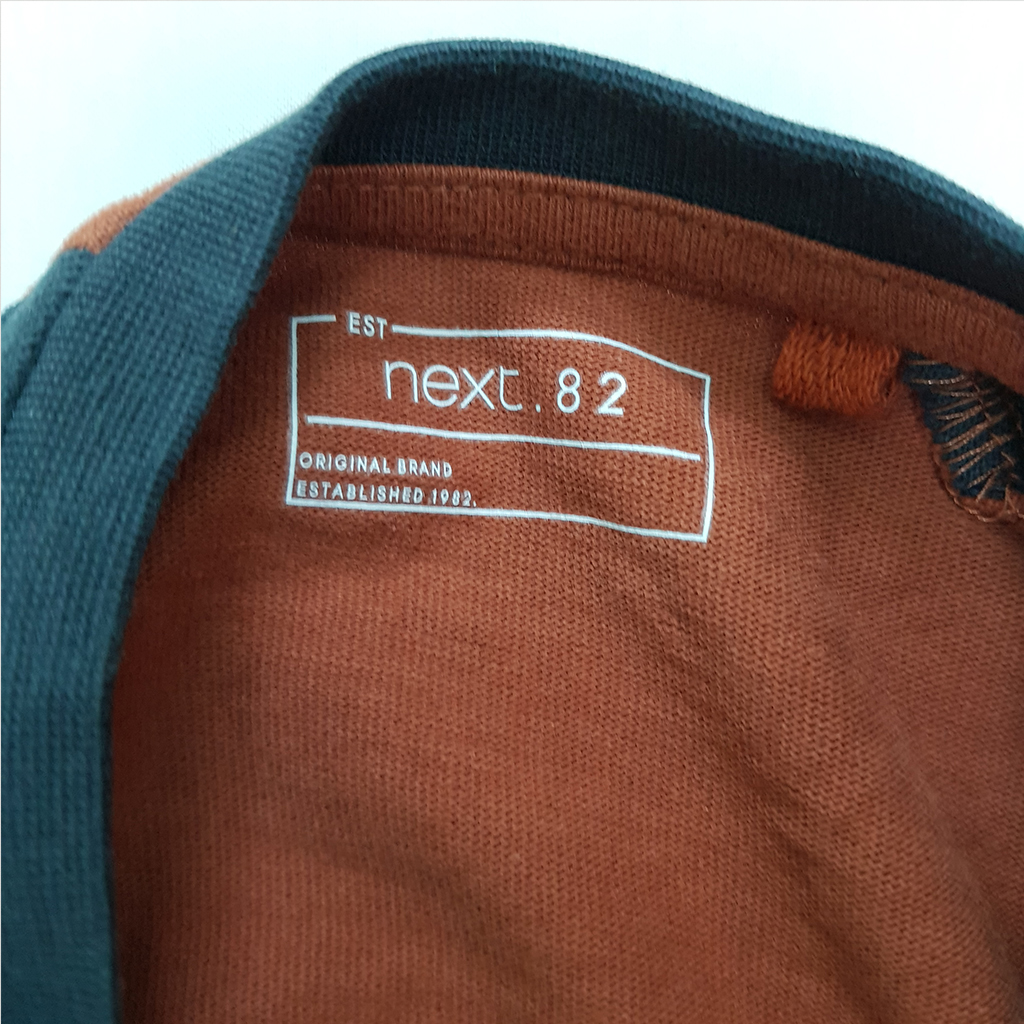 EST
next.82
ORIGINAL BRAND
ESTABLISHED 1982.